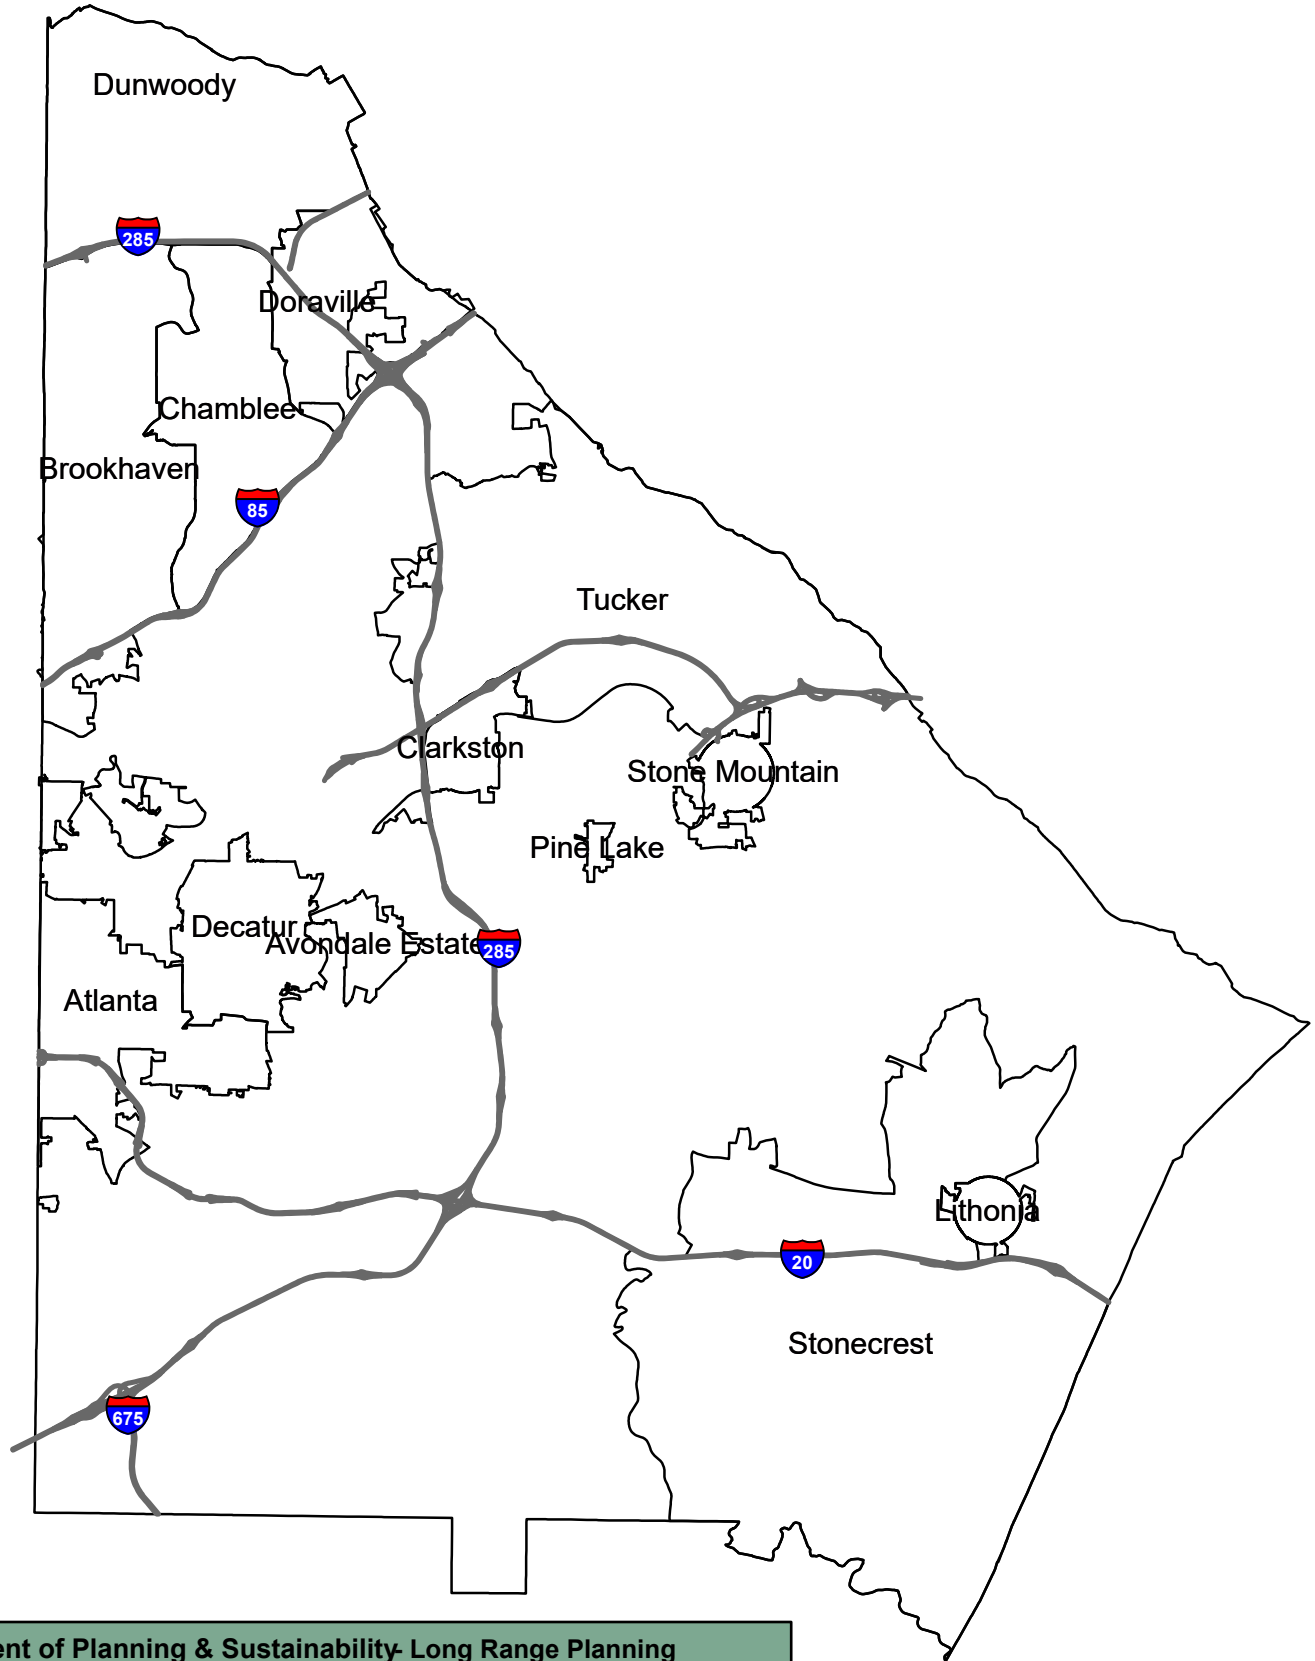 Dunwoody
285
Doraville
Chamblee
Brookhaven
85
Tucker
Clarkston
Stone Mountain
Pine Lake
Decatur
Avondale Estate
285
Atlanta
Lithonia
20
Stonecrest
675
ent of Planning & Sustainability- Long Range Planning